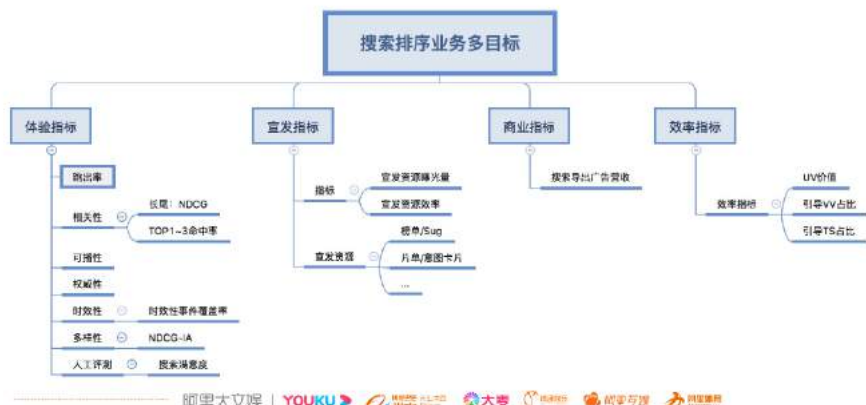 搜索排序业务多目标
体验指标
宣发指标
商业指标
效率指标
跳出率
相关性
长尾：NDCG
TOP1~3命中率
可播性
权威性
时效性
时效性事件覆盖率
多样性
NDCG-IA
人工评测
搜索满意度
指标
宣发资源曝光量
宣发资源效率
宣发资源
榜单/Sug
片单/意图卡片
...
搜索导出广告营收
效率指标
UV价值
引导VV占比
引导TS占比
阿里大文娱 | YOUKU
大麦
阿里影业